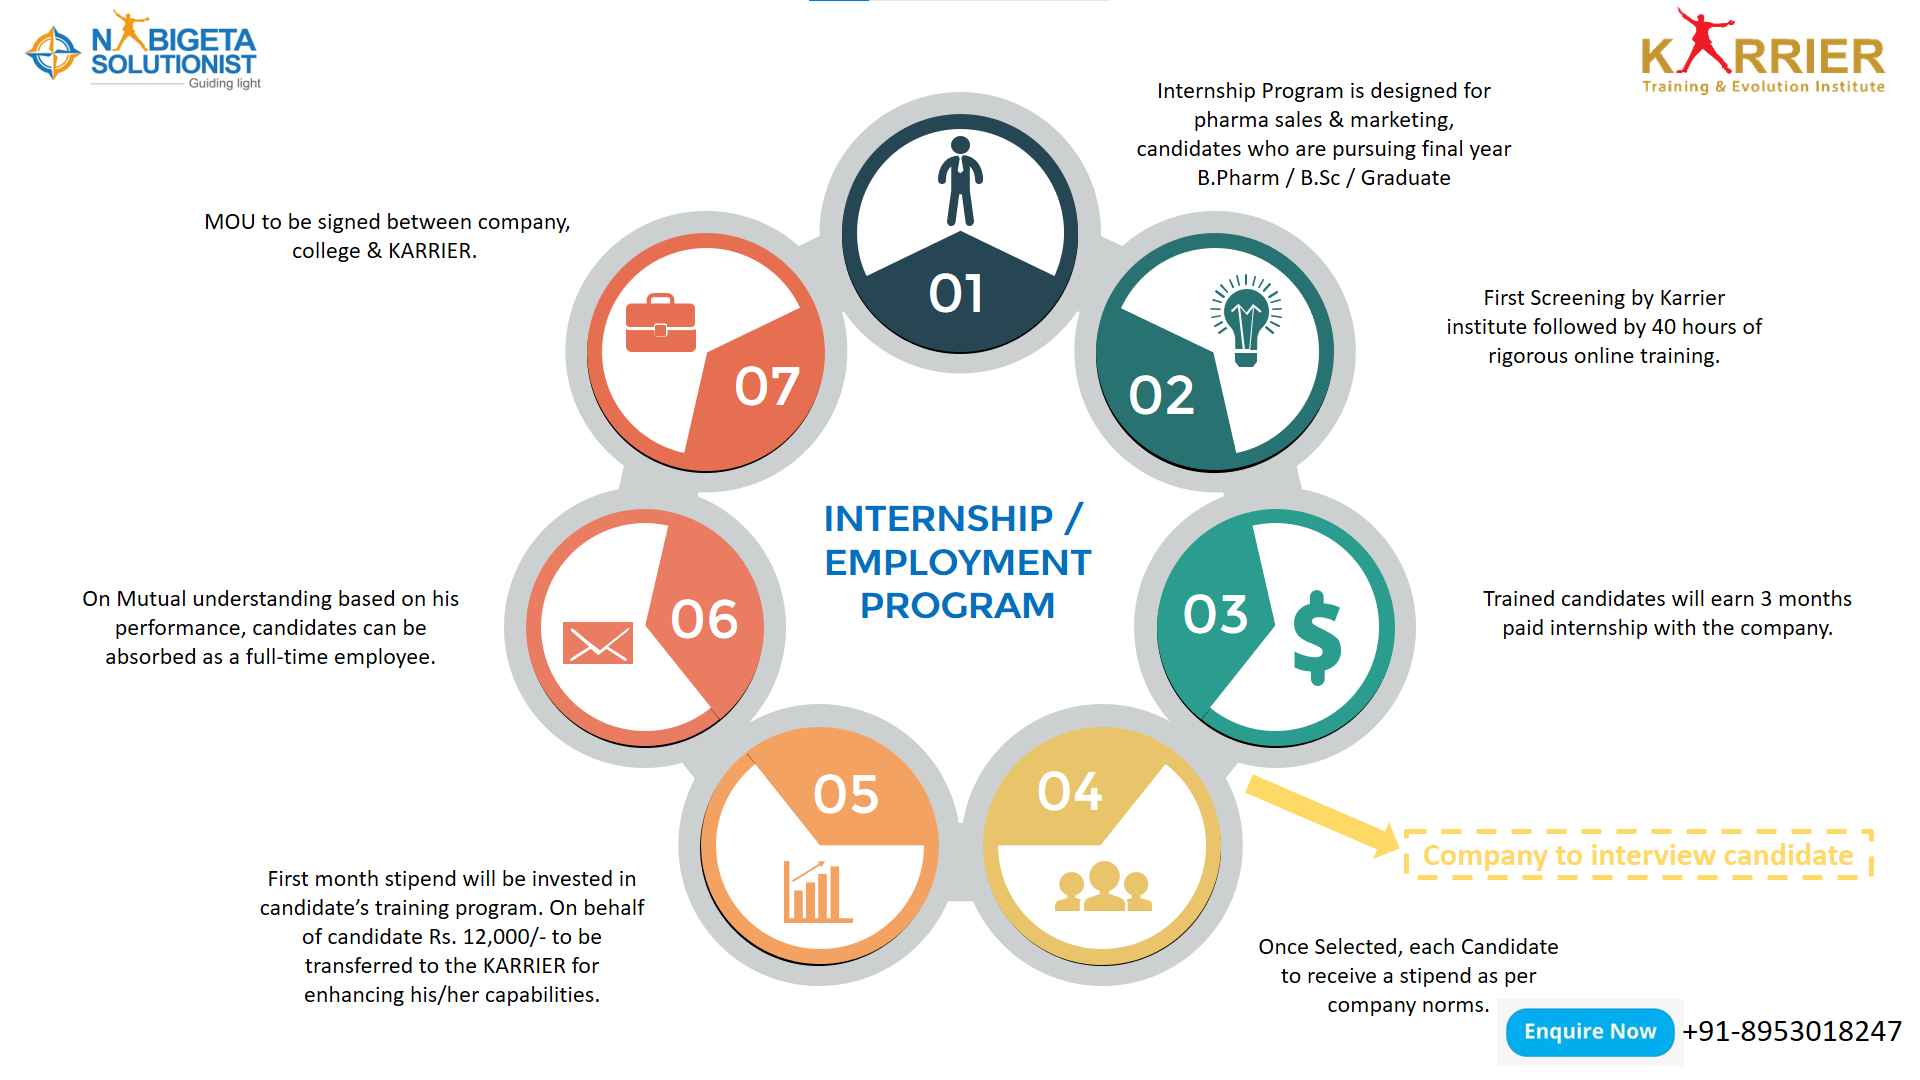 NABIGETA
SOLUTIONIST
Guiding light
KARRIER
Training & Evolution Institute
01
Internship Program is designed for
pharma sales & marketing,
candidates who are pursuing final year
B.Pharm / B.Sc / Graduate
02
First Screening by Karrier
institute followed by 40 hours of
rigorous online training.
INTERNSHIP /
EMPLOYMENT
PROGRAM
03
Trained candidates will earn 3 months
paid internship with the company.
Company to interview candidate
04
Once Selected, each Candidate
to receive a stipend as per
company norms.
05
First month stipend will be invested in
candidate’s training program. On behalf
of candidate Rs. 12,000/- to be
transferred to the KARRIER for
enhancing his/her capabilities.
06
On Mutual understanding based on his
performance, candidates can be
absorbed as a full-time employee.
07
MOU to be signed between company,
college & KARRIER.
Enquire Now +91-8953018247